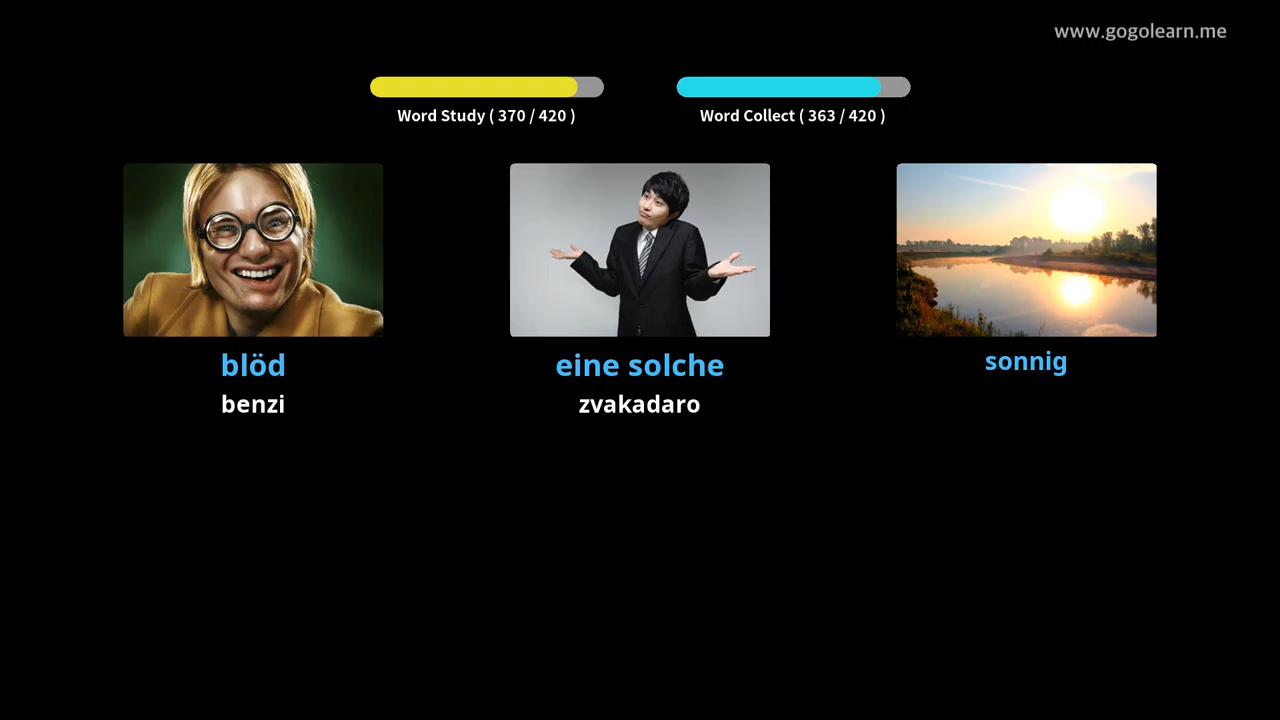 www.gogolearn.me
Word Study ( 370 / 420 )
Word Collect ( 363 / 420 )
blöd
benzi
eine solche
zvakadaro
sonnig